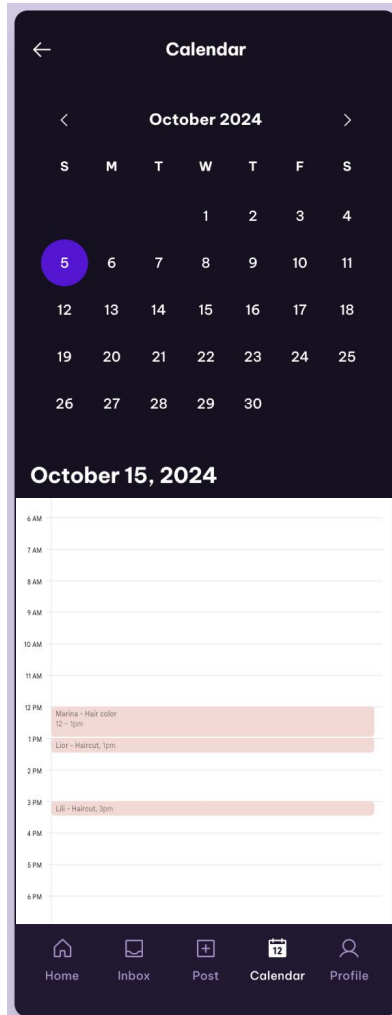 Calendar
October 2024
S M T W T F S
1 2 3 4
5 6 7 8 9 10 11
12 13 14 15 16 17 18
19 20 21 22 23 24 25
26 27 28 29 30
October 15, 2024
6 AM
7 AM
8 AM
9 AM
10 AM
11 AM
12 PM
Marina - Hair color
12 – 1pm
1 PM
Lior - Haircut, 1pm
2 PM
3 PM
Lili - Haircut, 3pm
4 PM
5 PM
6 PM
12
Home Inbox Post Calendar Profile